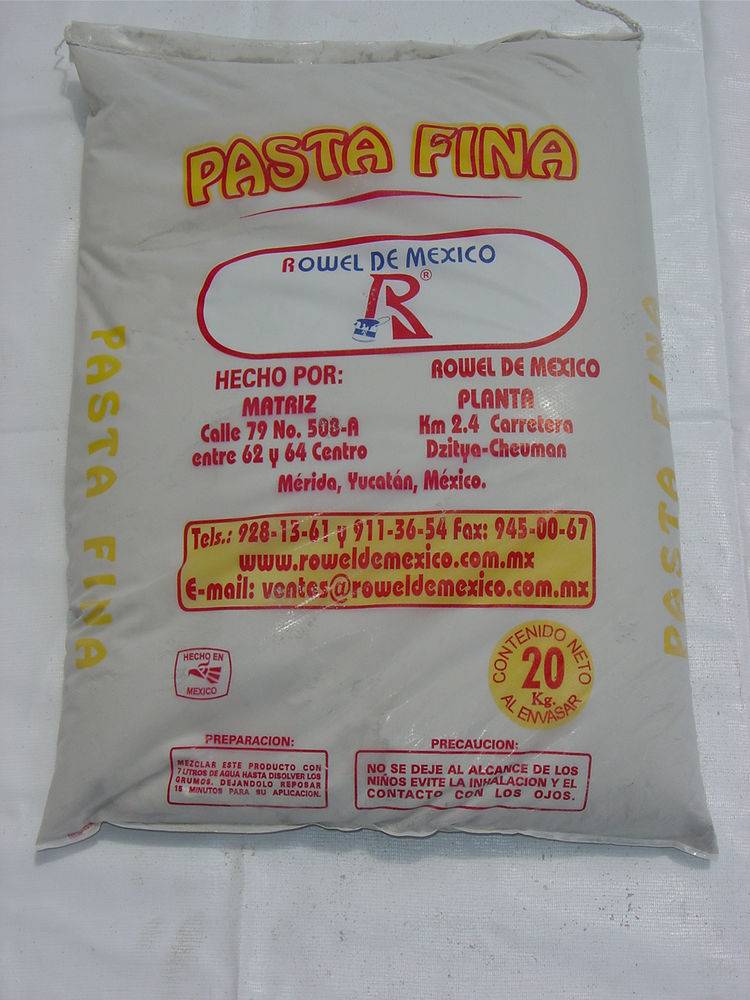 PASTA FINA
ROWEL DE MEXICO
R®
HECHO POR:
MATRIZ
Calle 79 No. 508-A
entre 62 y 64 Centro
ROWEL DE MEXICO
PLANTA
Km 2.4 Carretera
Dzitya-Cheuman
Mérida, Yucatán, México.
Tels.: 928-13-61 y 911-36-54 Fax: 945-00-67
www.roweldemexico.com.mx
E-mail: ventas@roweldemexico.com.mx
PASTA FINA
PASTA FINA
HECHO EN
MEXICO
CONTENIDO NETO
20
Kg.
AL ENVASAR
PREPARACION:
MEZCLAR ESTE PRODUCTO CON
7 LITROS DE AGUA HASTA DISOLVER LOS
GRUMOS. DEJANDOLO REPOSAR
15 MINUTOS PARA SU APLICACION.
PRECAUCION:
NO SE DEJE AL ALCANCE DE LOS
NIÑOS EVITE LA INHALACION Y EL
CONTACTO CON LOS OJOS.